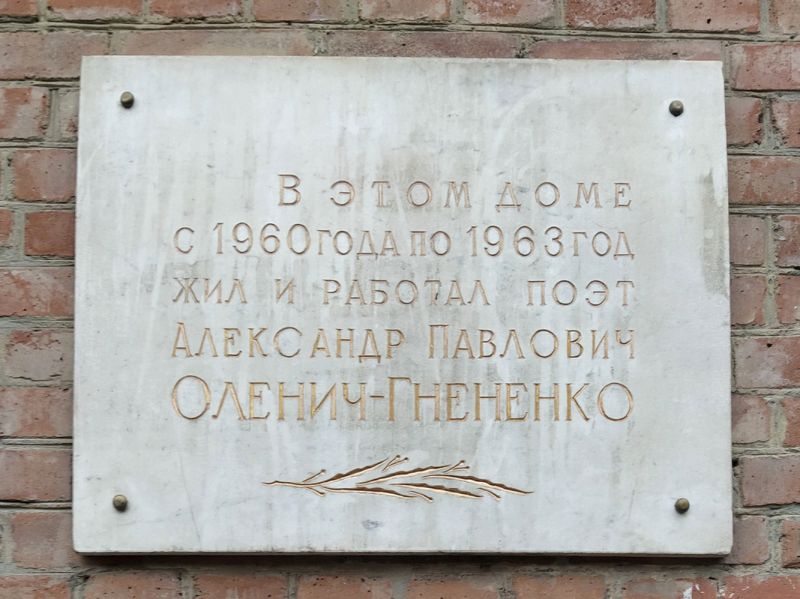 В ЭТОМ ДОМЕ
С 1960 ГОДА ПО 1963 ГОД
ЖИЛ И РАБОТАЛ ПОЭТ
АЛЕКСАНДР ПАВЛОВИЧ
ОЛЕНИЧ-ГНЕНЕНКО